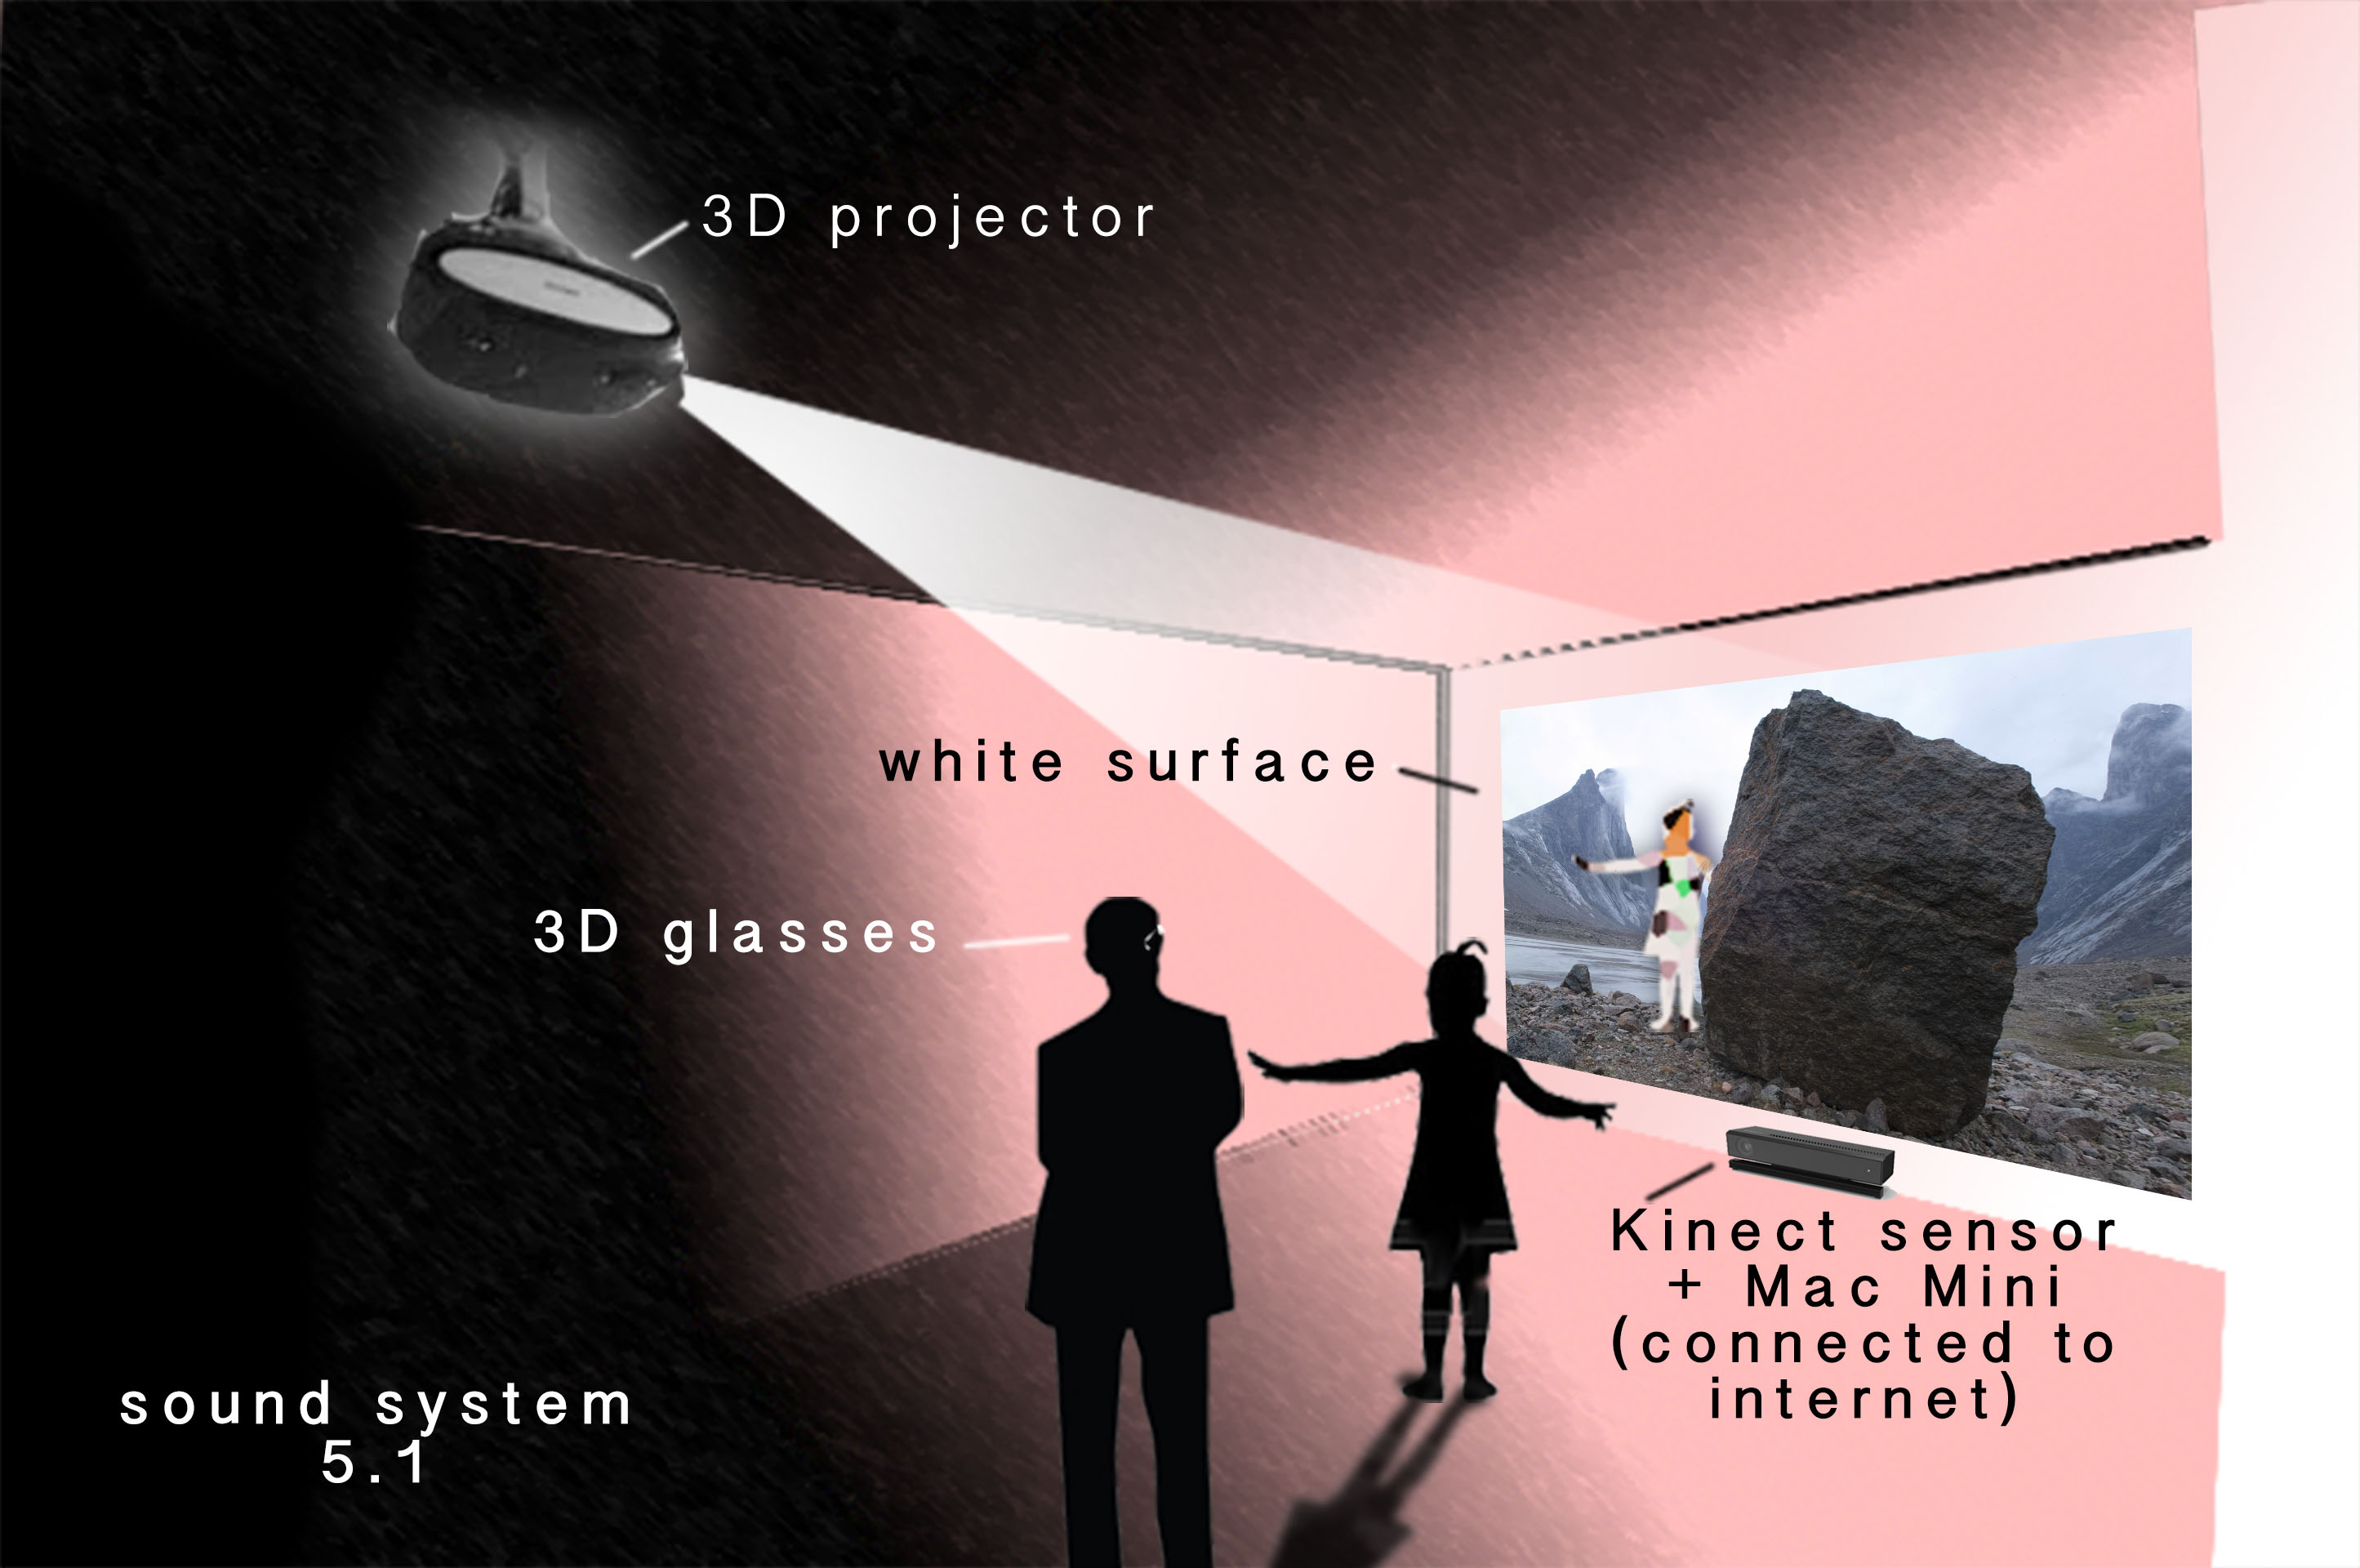 3D projector
white surface
3D glasses
Kinect sensor
+ Mac Mini
(connected to
internet)
sound system
5.1